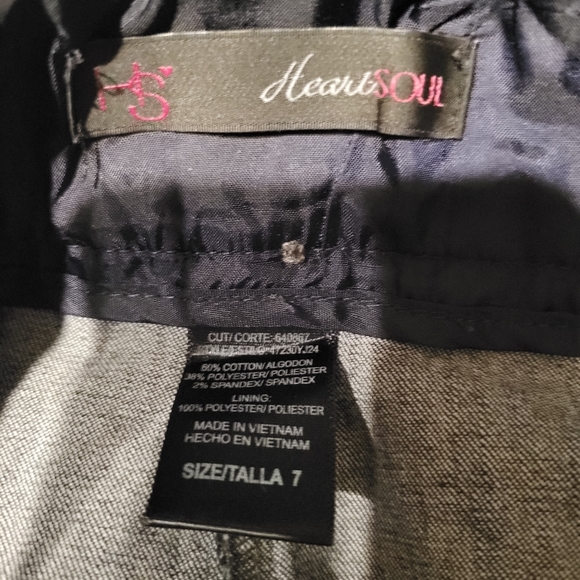 HS
HeartSOUL
CUT/ CORTE: 540867
60% COTTON/ALGODON
38% POLYESTER/ POLIESTER
2% SPANDEX/ SPANDEX
LINING:
100% POLYESTER/ POLIESTER
MADE IN VIETNAM
HECHO EN VIETNAM
SIZE/TALLA 7